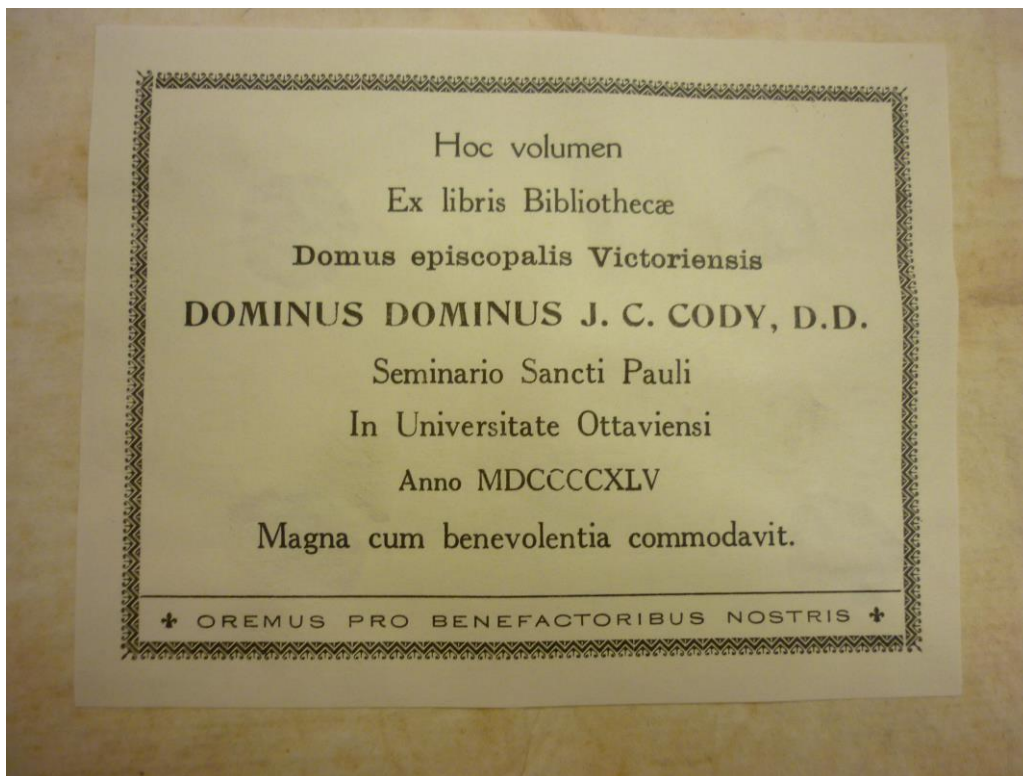 Hoc volumen
Ex libris Bibliothecæ
Domus episcopalis Victoriensis
DOMINUS DOMINUS J. C. CODY, D.D.
Seminario Sancti Pauli
In Universitate Ottaviensi
Anno MDCCCCXLV
Magna cum benevolentia commodavit.
✤ OREMUS PRO BENEFACTORIBUS NOSTRIS ✤